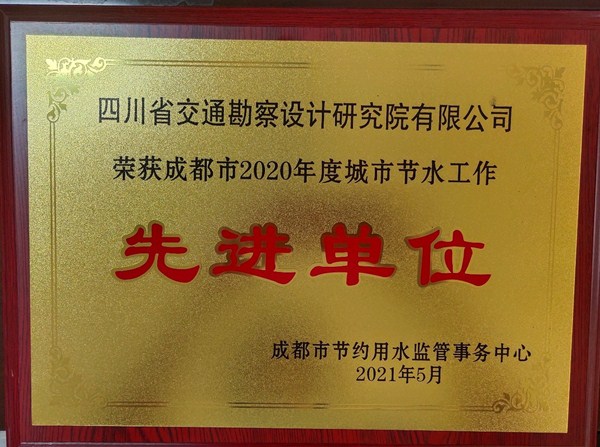 四川省交通勘察设计研究院有限公司
荣获成都市2020年度城市节水工作
先进单位
成都市节约用水监管事务中心
2021年5月